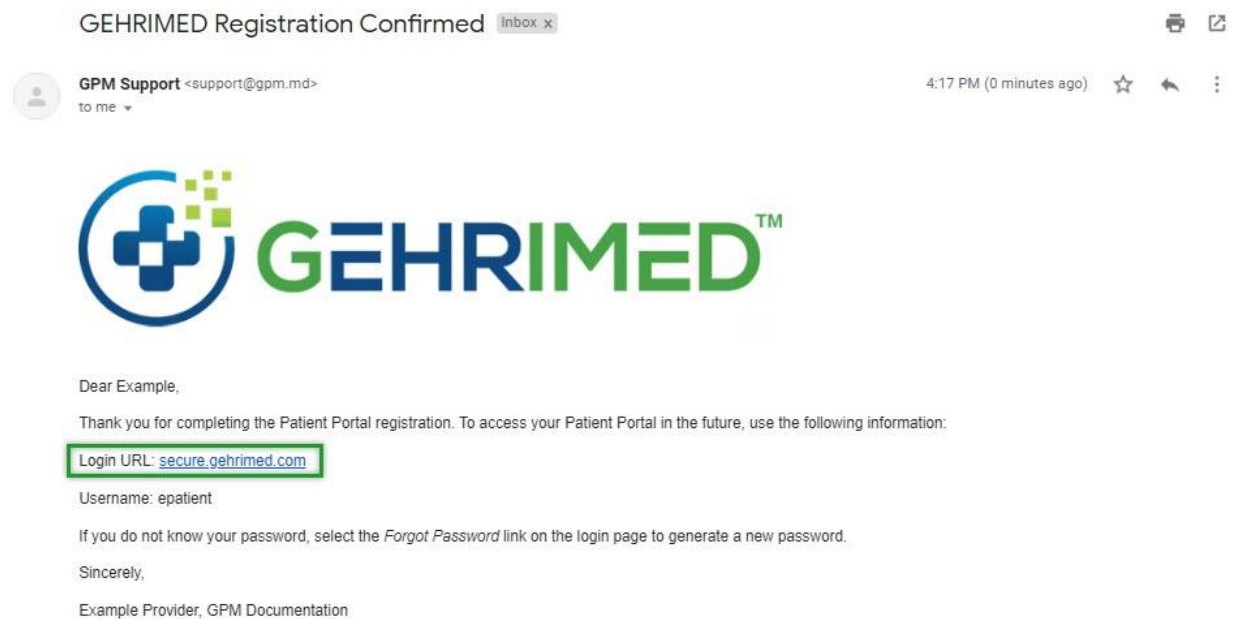 GEHRIMED Registration Confirmed Inbox x
GPM Support <support@gpm.md> 4:17 PM (0 minutes ago)
to me
GEHRIMED™
Dear Example,
Thank you for completing the Patient Portal registration. To access your Patient Portal in the future, use the following information:
Login URL: secure.gehrimed.com
Username: epatient
If you do not know your password, select the Forgot Password link on the login page to generate a new password.
Sincerely,
Example Provider, GPM Documentation